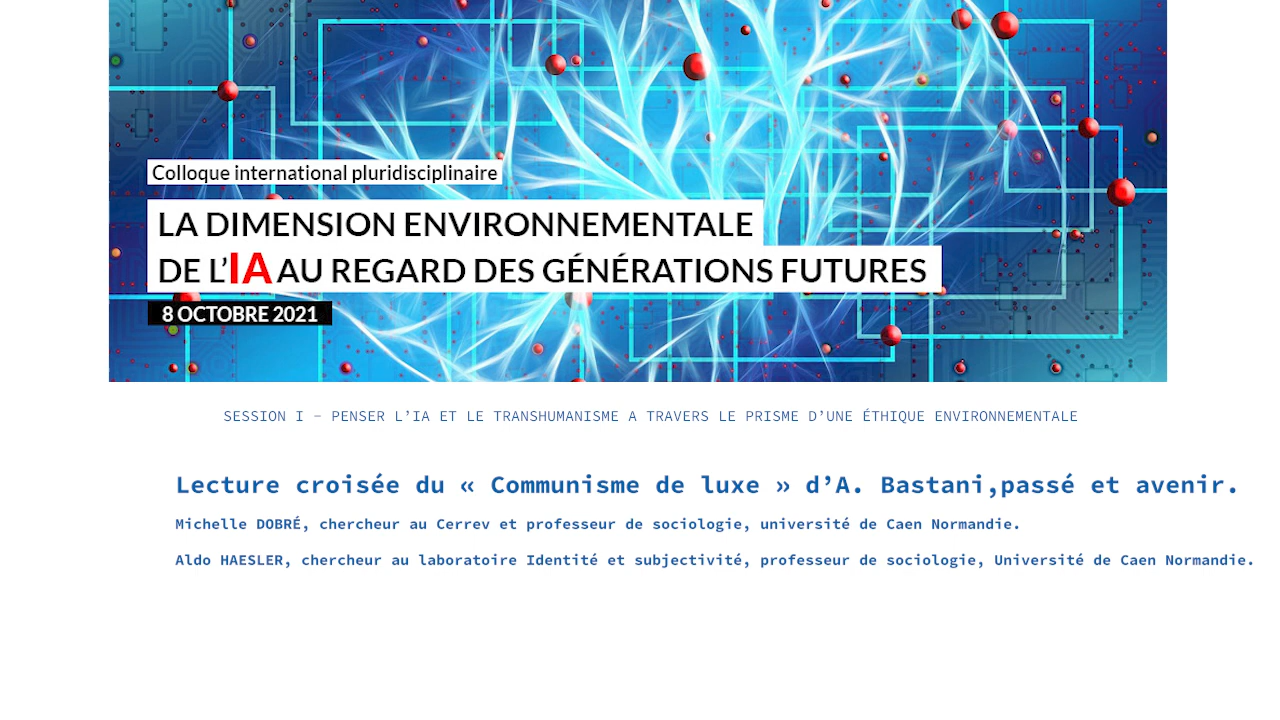 Colloque international pluridisciplinaire
LA DIMENSION ENVIRONNEMENTALE
DE L’IA AU REGARD DES GÉNÉRATIONS FUTURES
8 OCTOBRE 2021
SESSION I – PENSER L’IA ET LE TRANSHUMANISME A TRAVERS LE PRISME D’UNE ÉTHIQUE ENVIRONNEMENTALE
Lecture croisée du « Communisme de luxe » d’A. Bastani,passé et avenir.
Michelle DOBRÉ, chercheur au Cerrev et professeur de sociologie, université de Caen Normandie.
Aldo HAESLER, chercheur au laboratoire Identité et subjectivité, professeur de sociologie, Université de Caen Normandie.